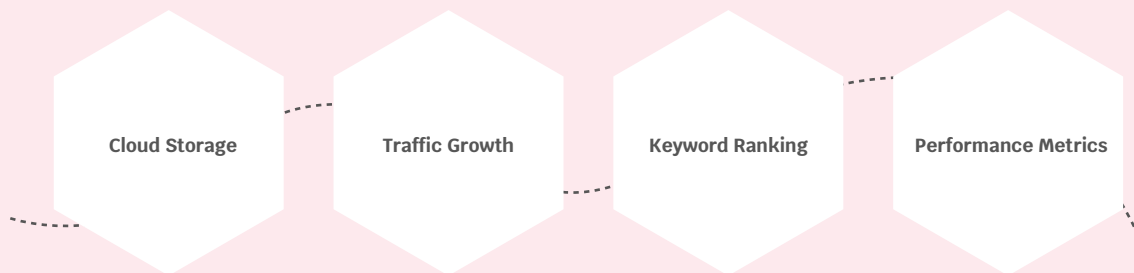 Cloud Storage
Traffic Growth
Keyword Ranking
Performance Metrics